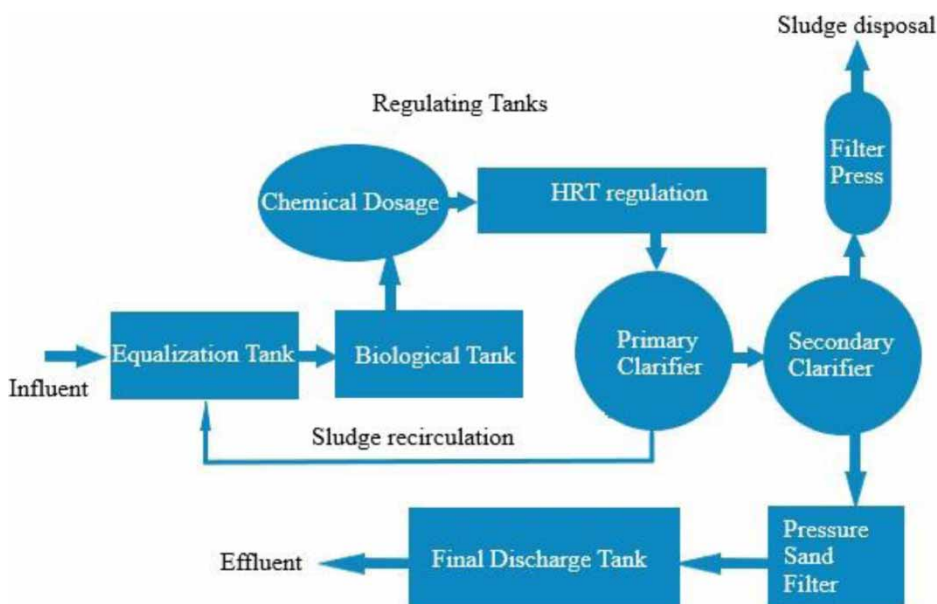 Sludge disposal
Regulating Tanks
Filter
Press
Chemical Dosage
HRT regulation
Equalization Tank
Biological Tank
Primary
Clarifier
Secondary
Clarifier
Influent
Sludge recirculation
Pressure
Sand
Filter
Final Discharge Tank
Effluent